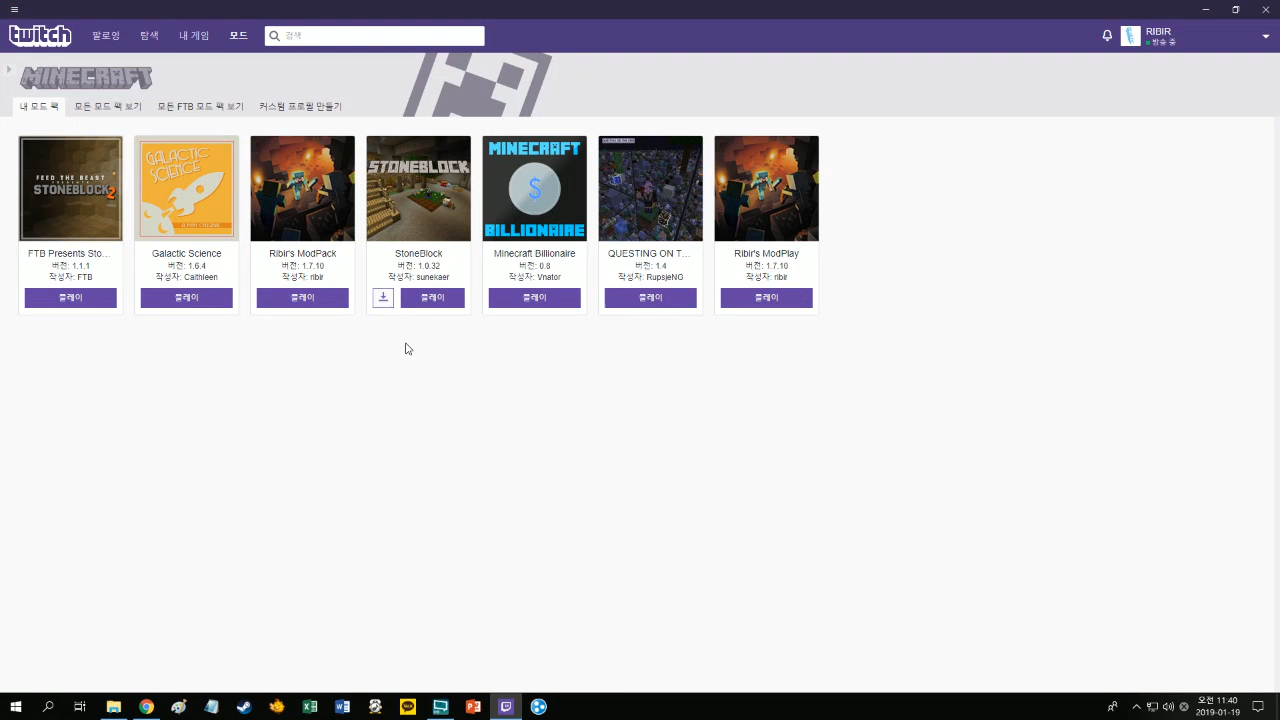 twitch
팔로잉
탐색
내 게임
모드
검색
RIBIR
방송 중
MINECRAFT
내 모드 팩
모든 모드 팩 보기
모든 FTB 모드 팩 보기
커스텀 프로필 만들기
FEED THE BEAST
PRESENTS
STONEBLOCK 2
FTB Presents Sto...
버전: 1.1.1
작성자: FTB
플레이
GALACTIC
SCIENCE
Galactic Science
버전: 1.6.4
작성자: Caithleen
플레이
Ribir's ModPack
버전: 1.7.10
작성자: ribir
플레이
STONEBLOCK
StoneBlock
버전: 1.0.32
작성자: sunekaer
플레이
MINECRAFT
$
BILLIONAIRE
Minecraft Billionaire
버전: 0.8
작성자: Vnator
플레이
QUESTING ON T...
버전: 1.4
작성자: RupsjeNG
플레이
Ribir's ModPlay
버전: 1.7.10
작성자: ribir
플레이
TALK
오전 11:40
2019-01-19